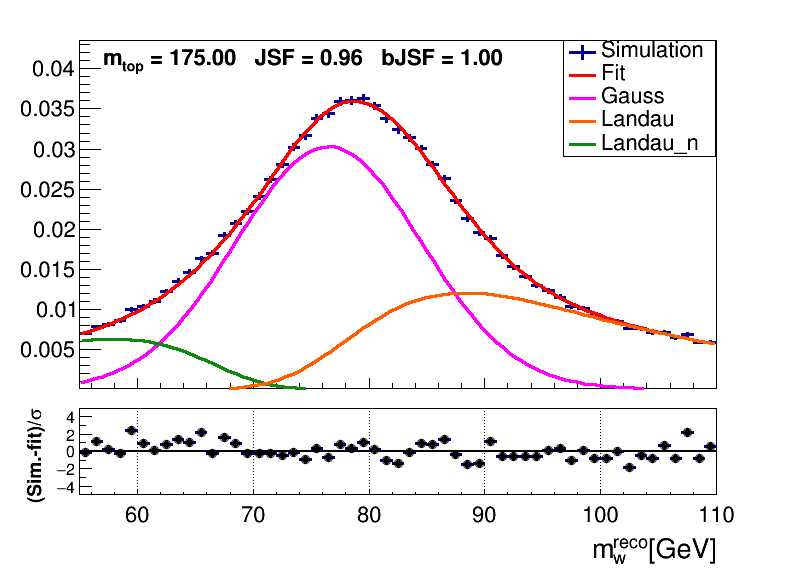 m_top = 175.00 JSF = 0.96 bJSF = 1.00
Simulation
Fit
Gauss
Landau
Landau_n
0.04
0.035
0.03
0.025
0.02
0.015
0.01
0.005
(Sim.-fit)/σ
4
2
0
−2
−4
60 70 80 90 100 110
m_w^reco[GeV]